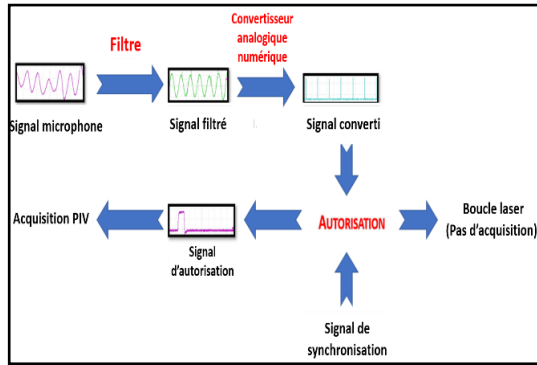 Filtre
Convertisseur
analogique
numérique
Signal microphone
Signal filtré
Signal converti
Acquisition PIV
Signal
d'autorisation
AUTORISATION
Boucle laser
(Pas d'acquisition)
Signal de
synchronisation